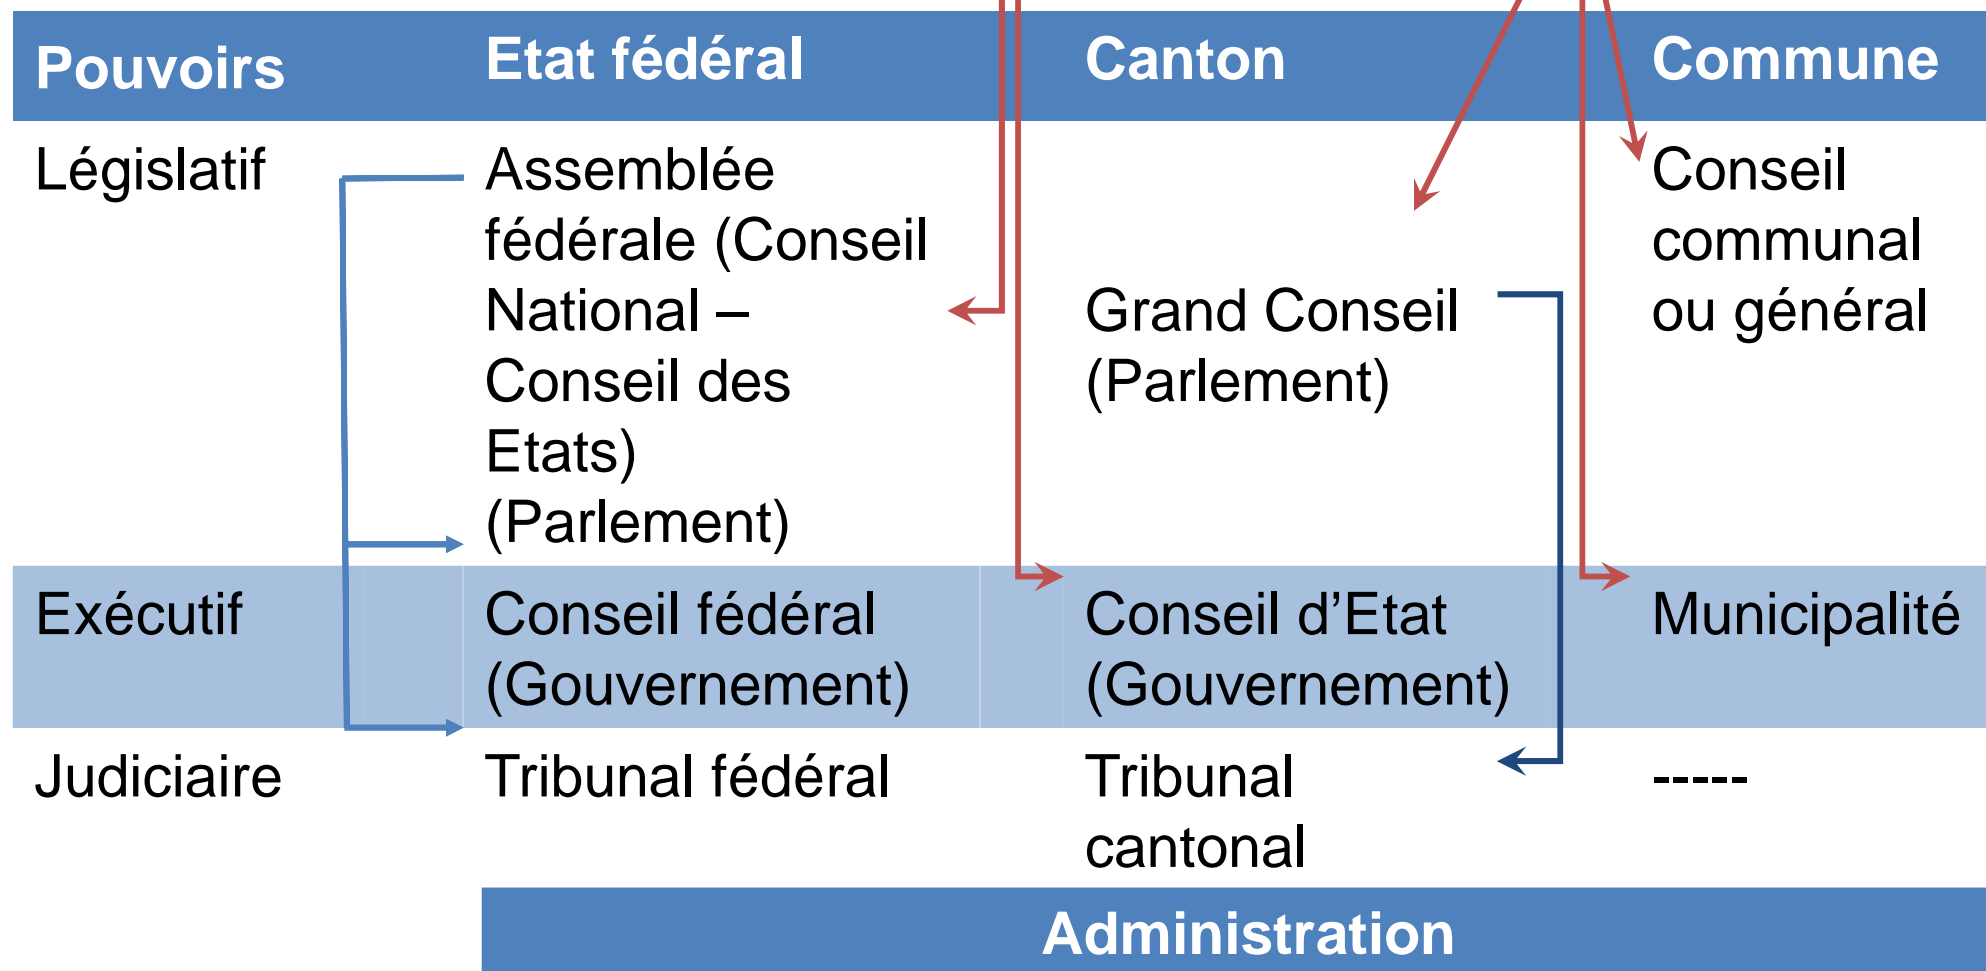 Pouvoirs
Etat fédéral
Canton
Commune
Législatif
Assemblée
fédérale (Conseil
National –
Conseil des
Etats)
(Parlement)
Grand Conseil
(Parlement)
Conseil
communal
ou général
Exécutif
Conseil fédéral
(Gouvernement)
Conseil d’Etat
(Gouvernement)
Municipalité
Judiciaire
Tribunal fédéral
Tribunal
cantonal
-----
Administration